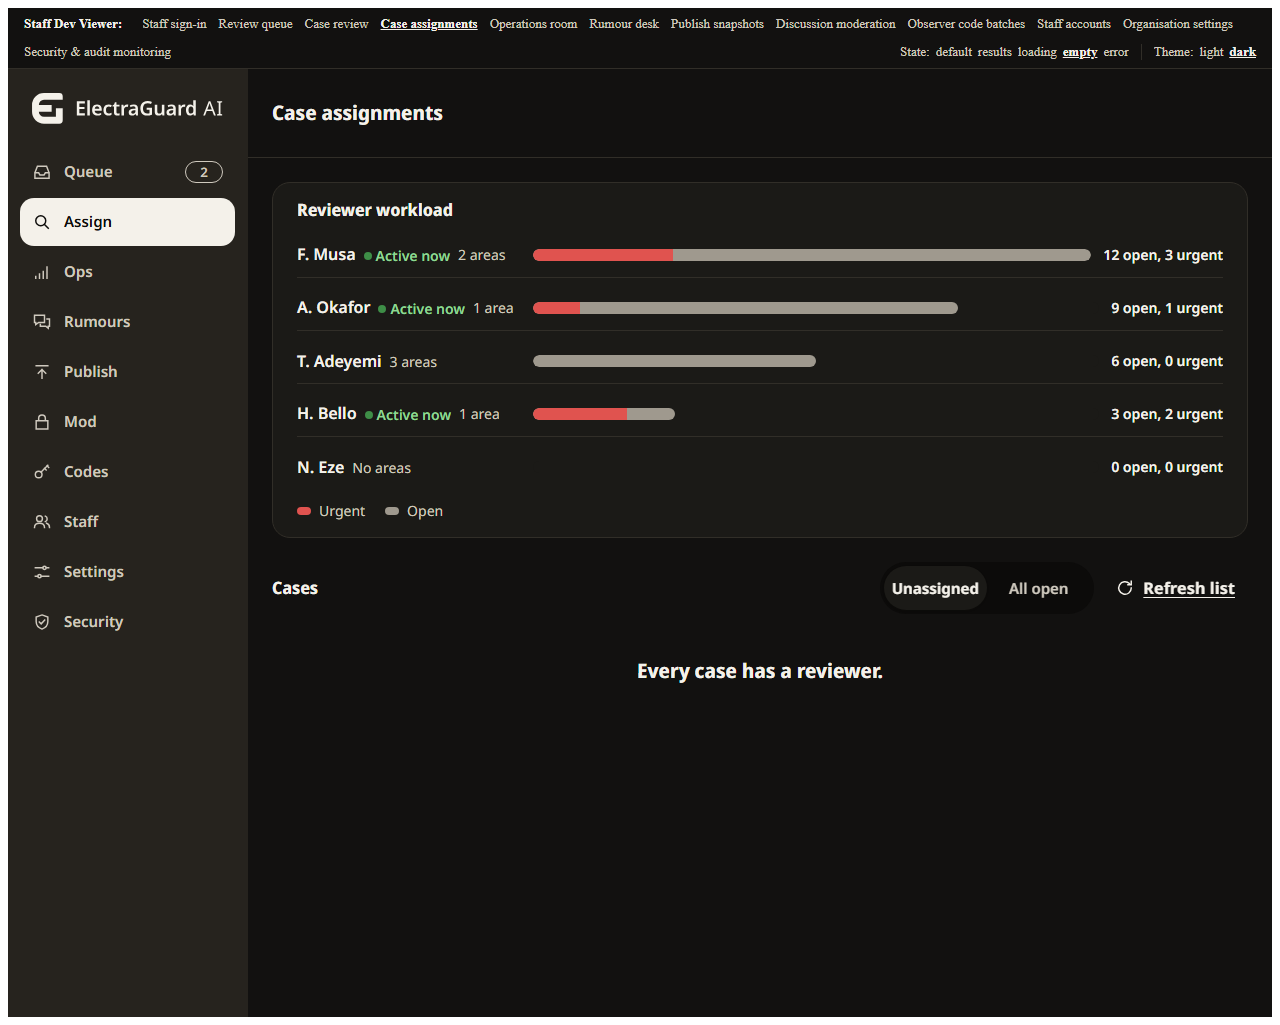 Staff Dev Viewer: Staff sign-in Review queue Case review Case assignments Operations room Rumour desk Publish snapshots Discussion moderation Observer code batches Staff accounts Organisation settings
Security & audit monitoring State: default results loading empty error Theme: light dark
ElectraGuard AI
Case assignments
Queue 2
Assign
Ops
Rumours
Publish
Mod
Codes
Staff
Settings
Security
Reviewer workload
F. Musa Active now 2 areas 12 open, 3 urgent
A. Okafor Active now 1 area 9 open, 1 urgent
T. Adeyemi 3 areas 6 open, 0 urgent
H. Bello Active now 1 area 3 open, 2 urgent
N. Eze No areas 0 open, 0 urgent
Urgent Open
Cases Unassigned All open Refresh list
Every case has a reviewer.